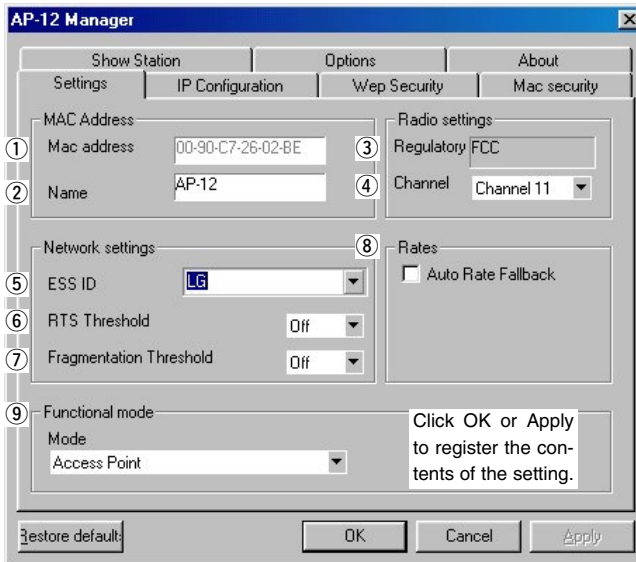 AP-12 Manager
Show Station Options About
Settings IP Configuration Wep Security Mac security
MAC Address
① Mac address 00-90-C7-26-02-BE
② Name AP-12
Radio settings
③ Regulatory FCC
④ Channel Channel 11
Network settings
⑤ ESS ID LG
⑥ RTS Threshold Off
⑦ Fragmentation Threshold Off
⑧ Rates
Auto Rate Fallback
⑨ Functional mode
Mode
Access Point
Click OK or Apply
to register the con-
tents of the setting.
Restore default: OK Cancel Apply